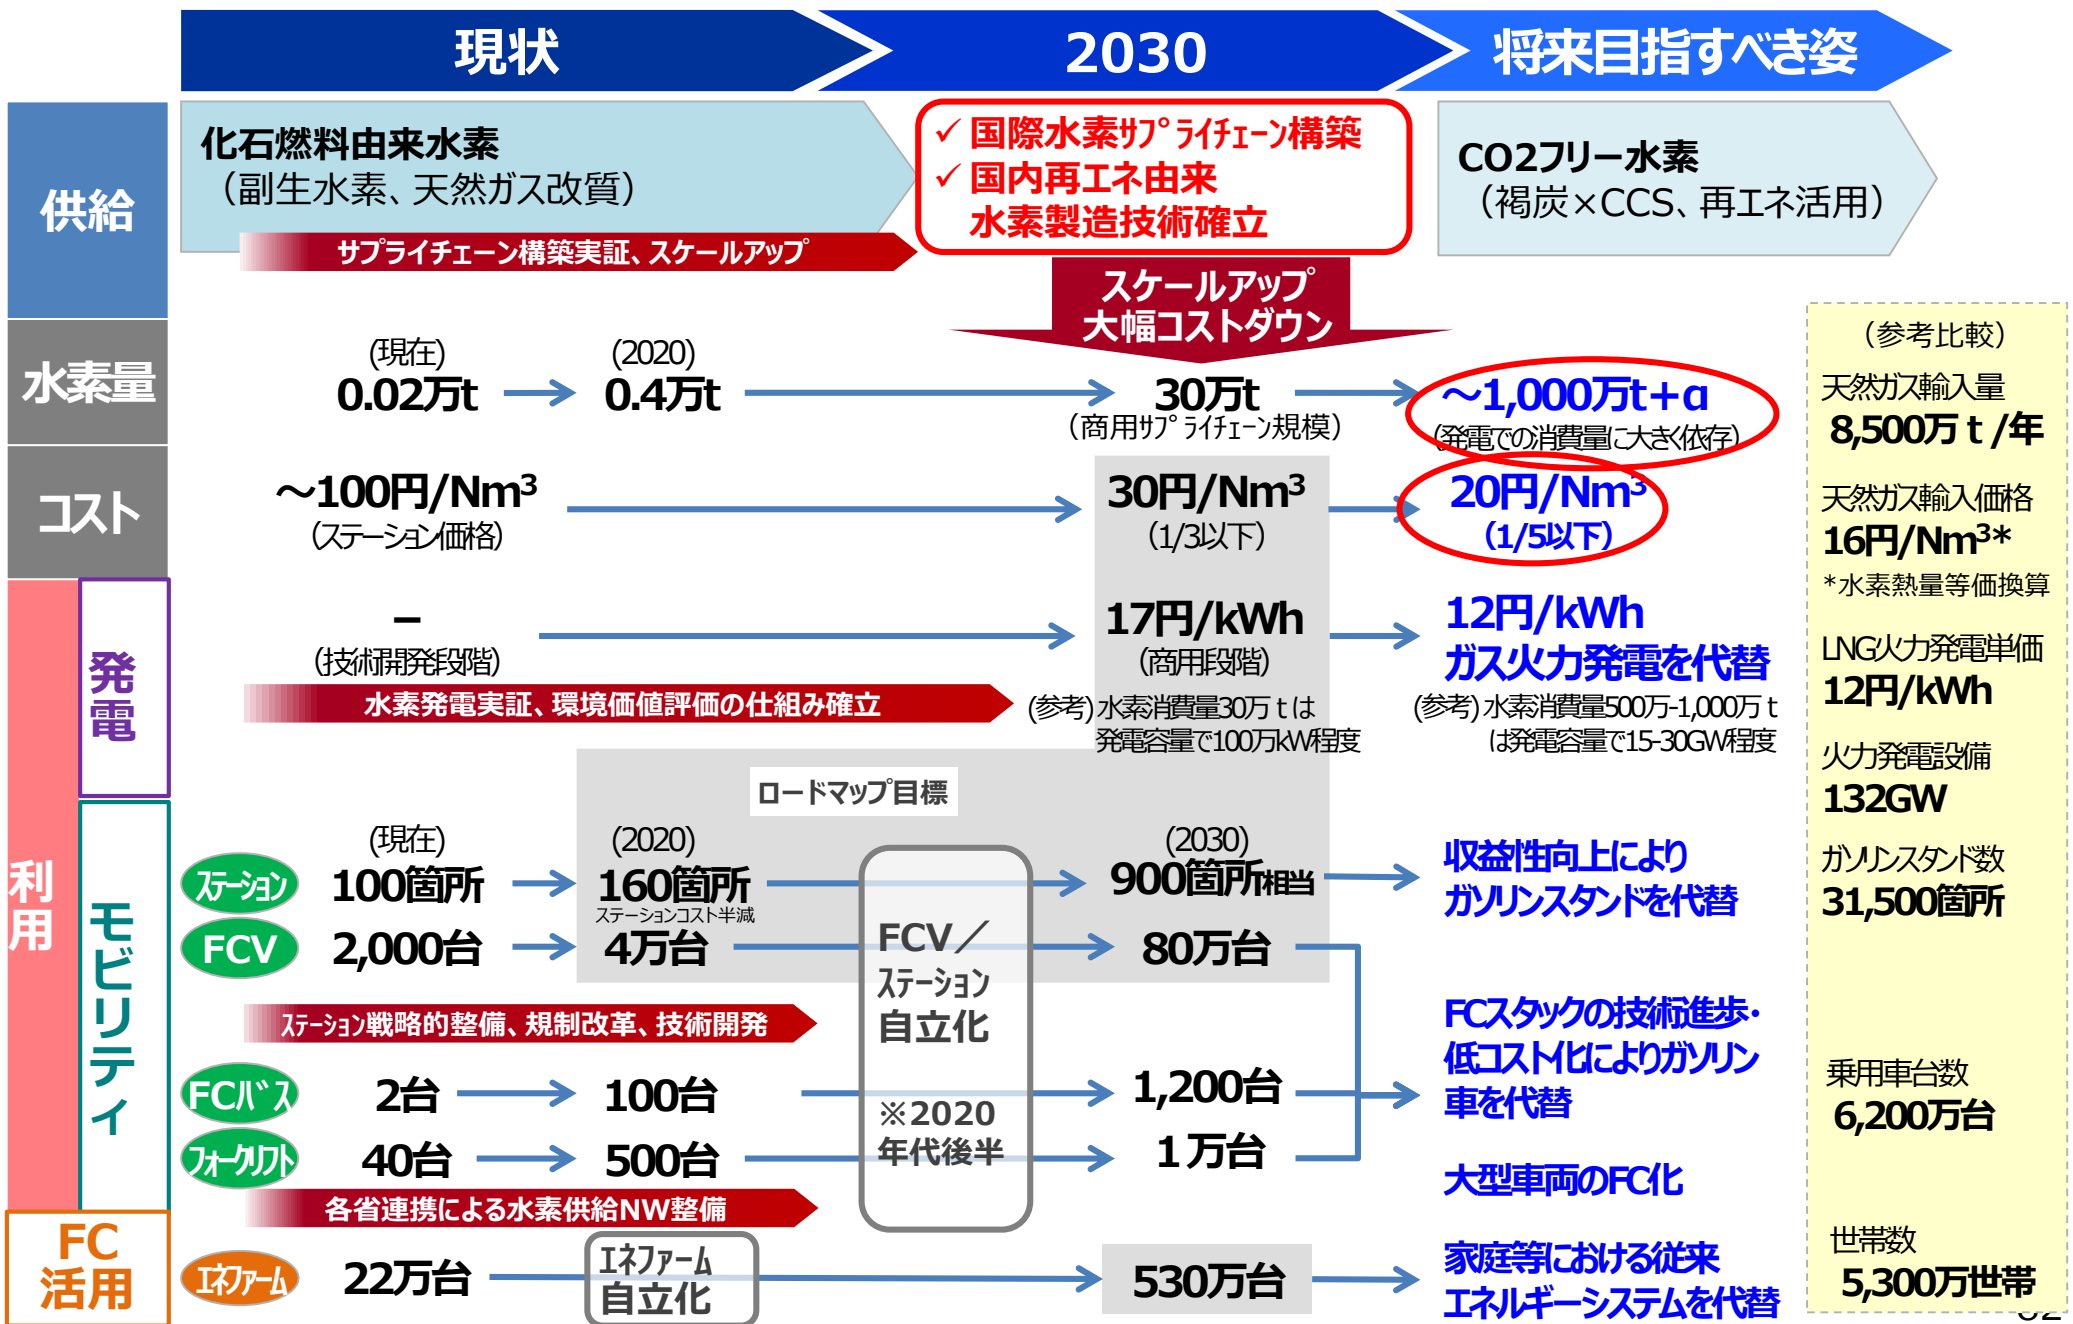 現状
2030
将来目指すべき姿
供給
化石燃料由来水素
（副生水素、天然ガス改質）
✓ 国際水素ｻﾌﾟﾗｲﾁｪｰﾝ構築
✓ 国内再エネ由来
水素製造技術確立
CO2フリー水素
（褐炭×CCS、再エネ活用）
サプライチェーン構築実証、スケールアップ
スケールアップ
大幅コストダウン
水素量
(現在)
0.02万t
(2020)
0.4万t
30万t
（商用ｻﾌﾟﾗｲﾁｪｰﾝ規模）
～1,000万t+α
（発電での消費量に大きく依存）
コスト
～100円/Nm³
（ステーション価格）
30円/Nm³
（1/3以下）
20円/Nm³
（1/5以下）
利用
発電
−
（技術開発段階）
17円/kWh
（商用段階）
12円/kWh
ガス火力発電を代替
水素発電実証、環境価値評価の仕組み確立
(参考) 水素消費量30万ｔは
発電容量で100万kW程度
(参考) 水素消費量500万-1,000万ｔ
は発電容量で15-30GW程度
ロードマップ目標
モビリティ
(現在)
(2020)
(2030)
ｽﾃｰｼｮﾝ
100箇所
160箇所
ステーションコスト半減
900箇所相当
収益性向上により
ガソリンスタンドを代替
FCV
2,000台
4万台
80万台
FCV／
ｽﾃｰｼｮﾝ
自立化
※2020
年代後半
ｽﾃｰｼｮﾝ戦略的整備、規制改革、技術開発
FCスタックの技術進歩・
低コスト化によりガソリン
車を代替
FCﾊﾞｽ
2台
100台
1,200台
ﾌｫｰｸﾘﾌﾄ
40台
500台
1万台
大型車両のFC化
各省連携による水素供給NW整備
FC
活用
ｴﾈﾌｧｰﾑ
22万台
ｴﾈﾌｧｰﾑ
自立化
530万台
家庭等における従来
エネルギーシステムを代替
（参考比較）
天然ガス輸入量
8,500万ｔ/年
天然ガス輸入価格
16円/Nm³*
*水素熱量等価換算
LNG火力発電単価
12円/kWh
火力発電設備
132GW
ガソリンスタンド数
31,500箇所
乗用車台数
6,200万台
世帯数
5,300万世帯